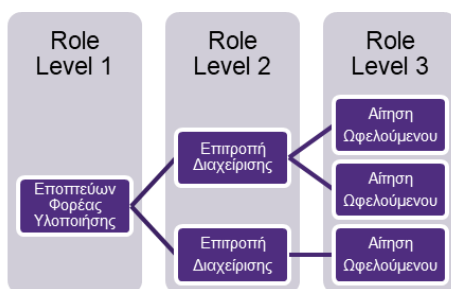 Role
Level 1
Role
Level 2
Role
Level 3
Εποπτεύων
Φορέας
Υλοποιήσης
Επιτροπή
Διαχείρισης
Επιτροπή
Διαχείρισης
Αίτηση
Ωφελούμενου
Αίτηση
Ωφελούμενου
Αίτηση
Ωφελούμενου